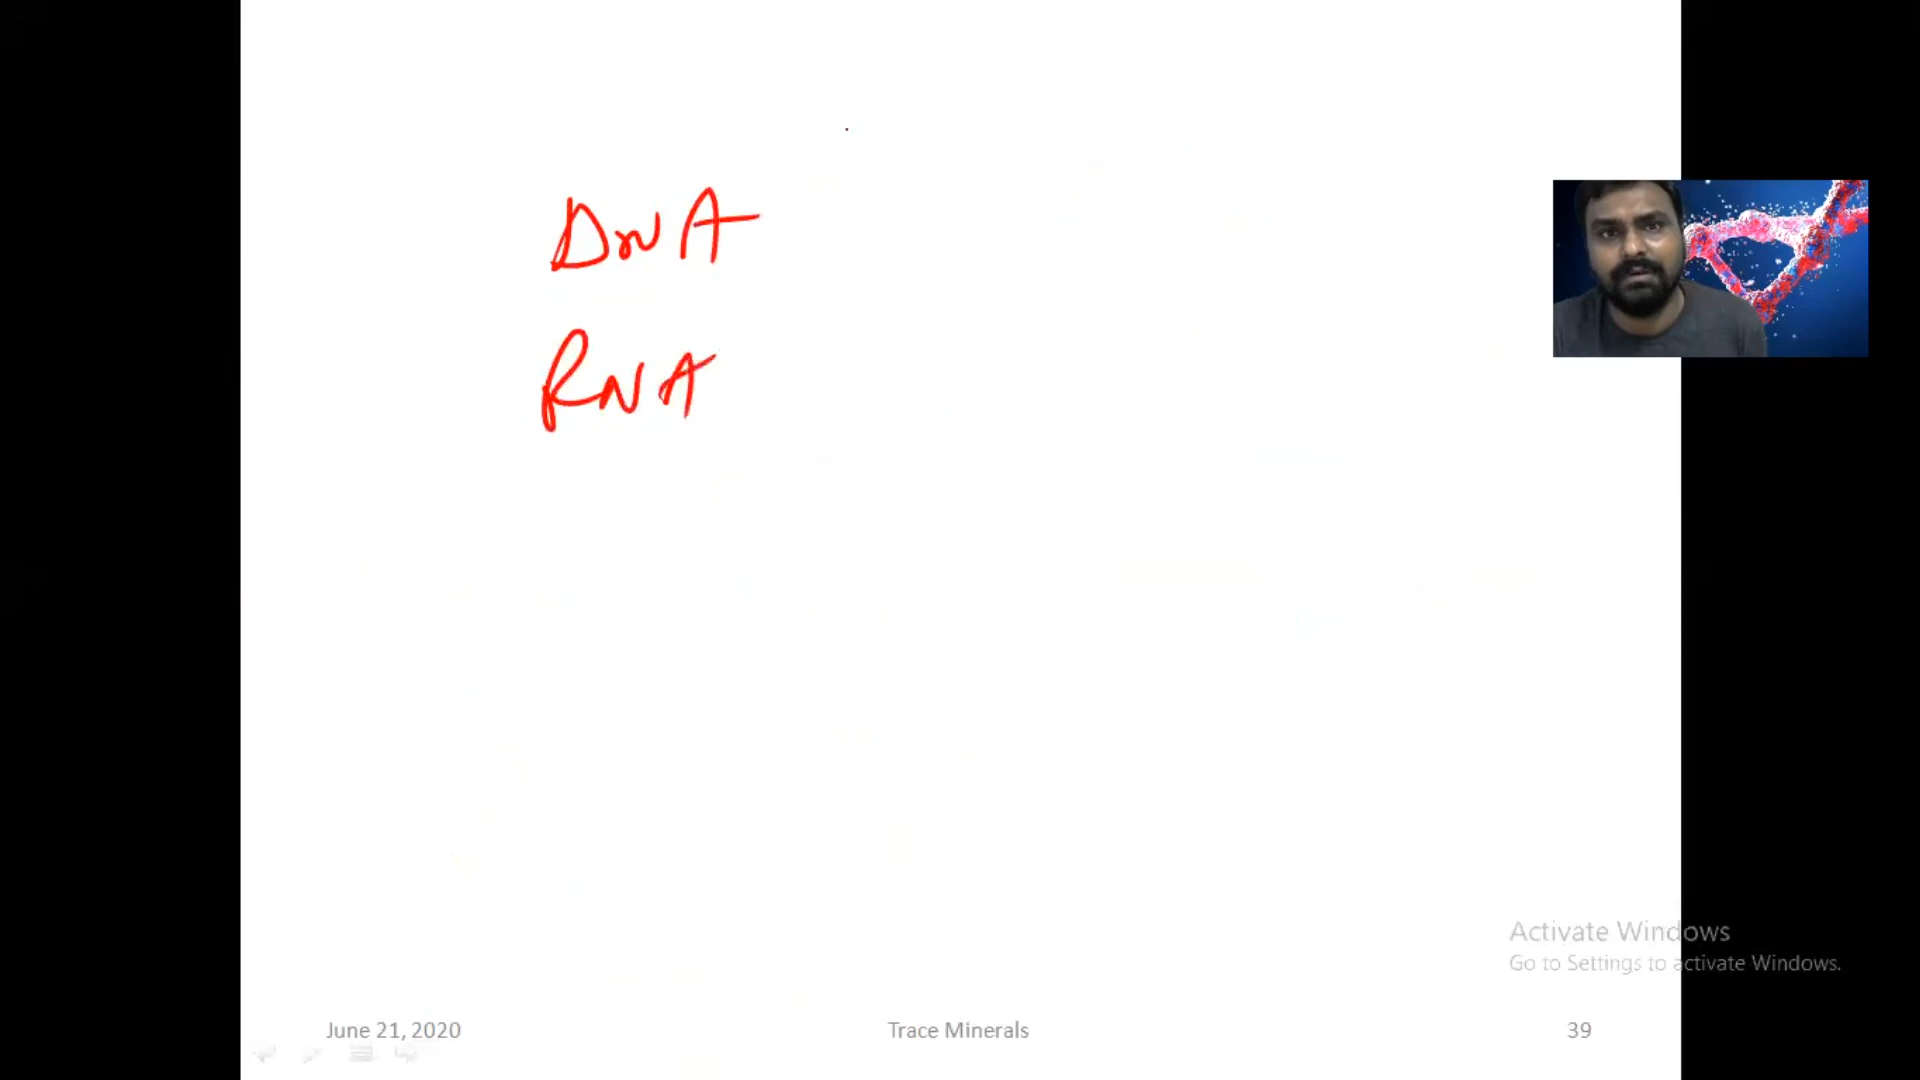 DNA
RNA
Activate Windows
Go to Settings to activate Windows.
June 21, 2020
Trace Minerals
39